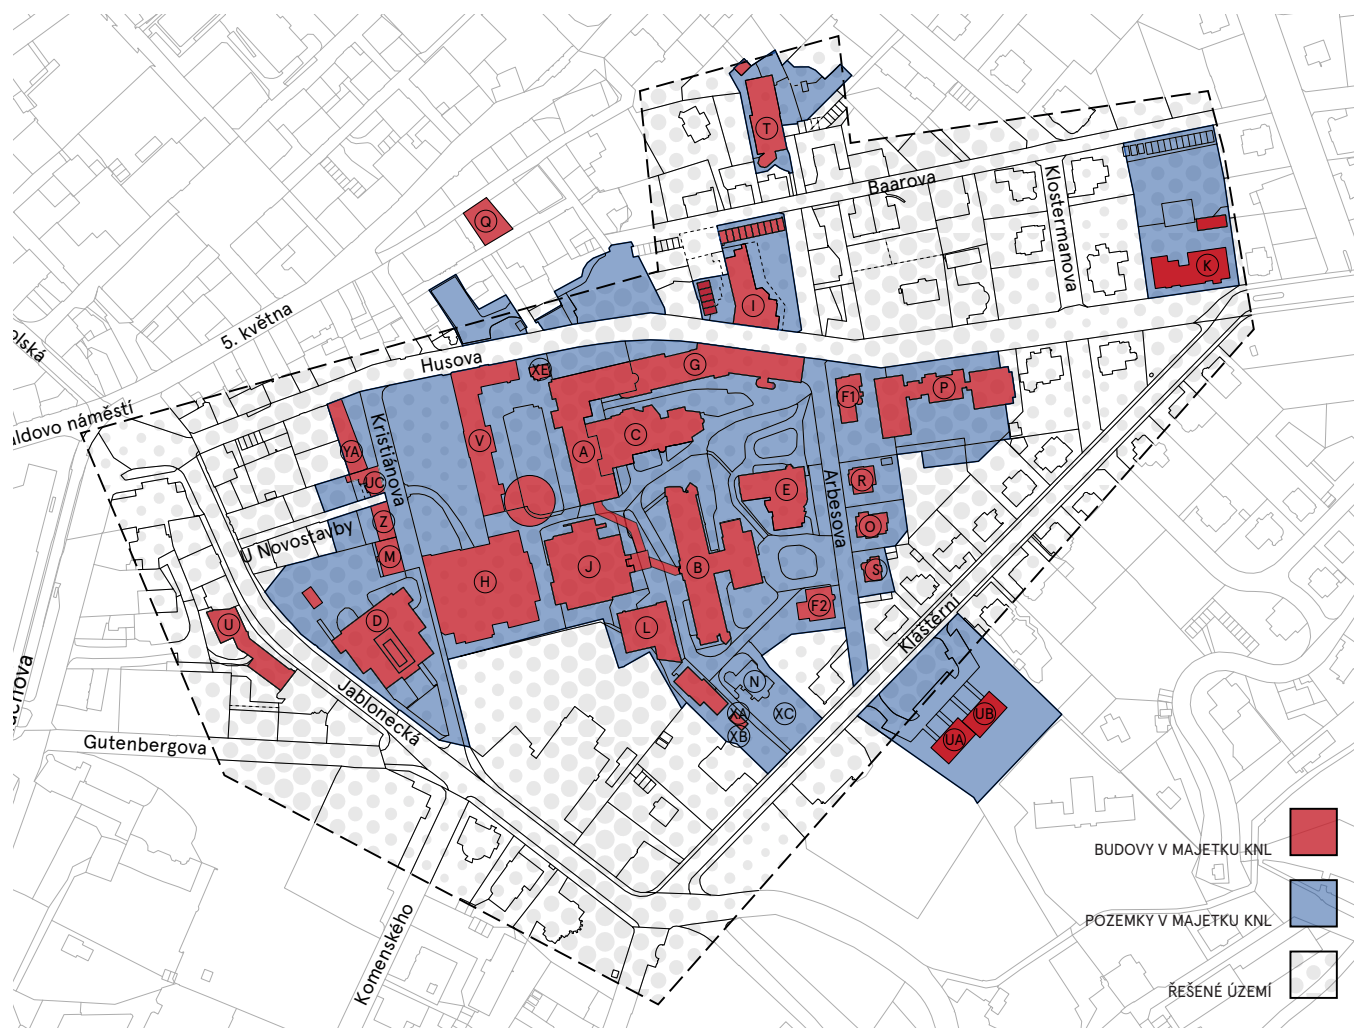 T
Baarova
Klostermanova
Q
K
5. května
I
olská
Husova
XE
G
P
F1
aldovo náměstí
Kristiánova
YA
V
A
C
UC
E
R
Arbesova
Z
U Novostavby
M
O
H
J
B
S
D
F2
U
L
Klášterní
N
Jablonecká
XA
XC
UB
XB
UA
Gutenbergova
Komenského
BUDOVY V MAJETKU KNL
POZEMKY V MAJETKU KNL
ŘEŠENÉ ÚZEMÍ